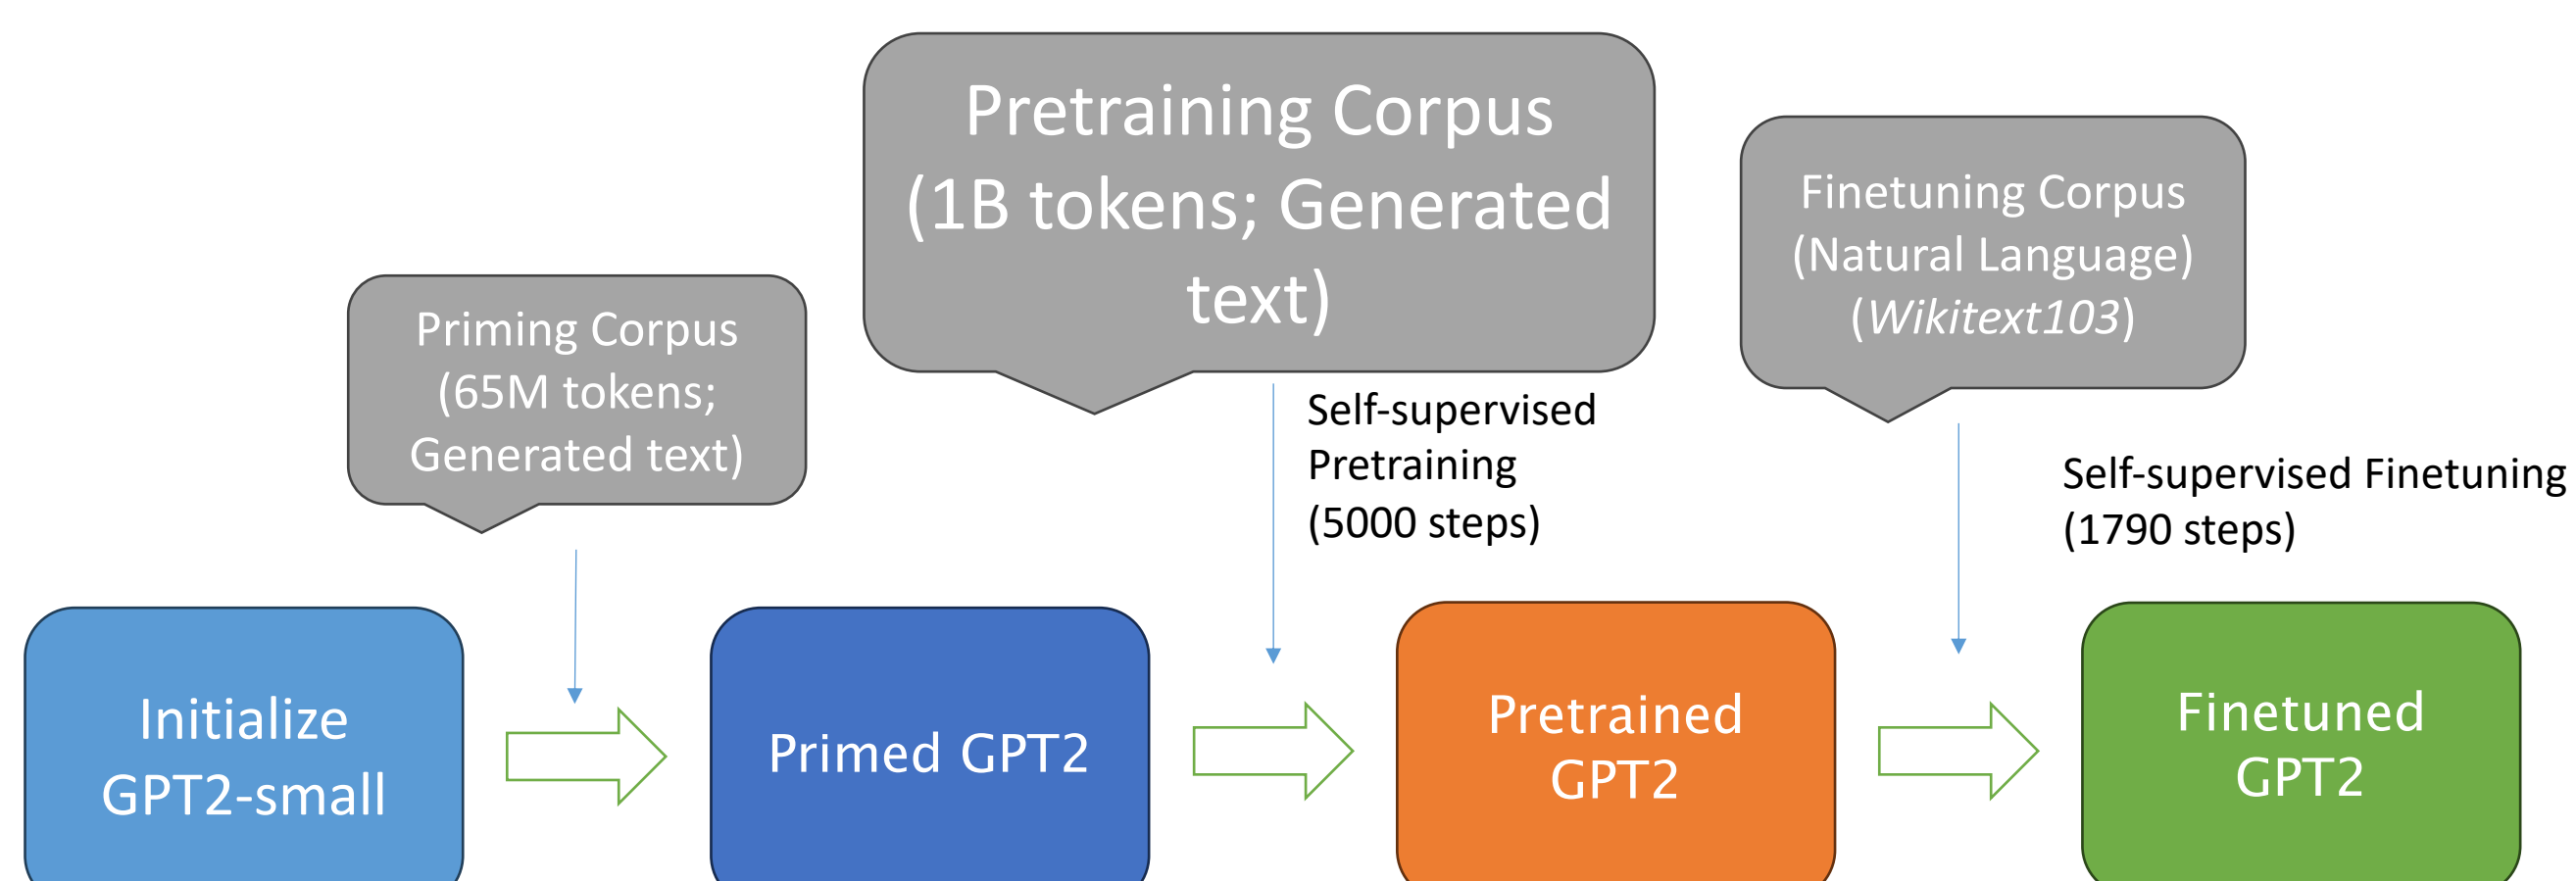 Pretraining Corpus
(1B tokens; Generated
text)
Finetuning Corpus
(Natural Language)
(Wikitext103)
Priming Corpus
(65M tokens;
Generated text)
Self-supervised
Pretraining
(5000 steps)
Self-supervised Finetuning
(1790 steps)
Initialize
GPT2-small
Primed GPT2
Pretrained
GPT2
Finetuned
GPT2